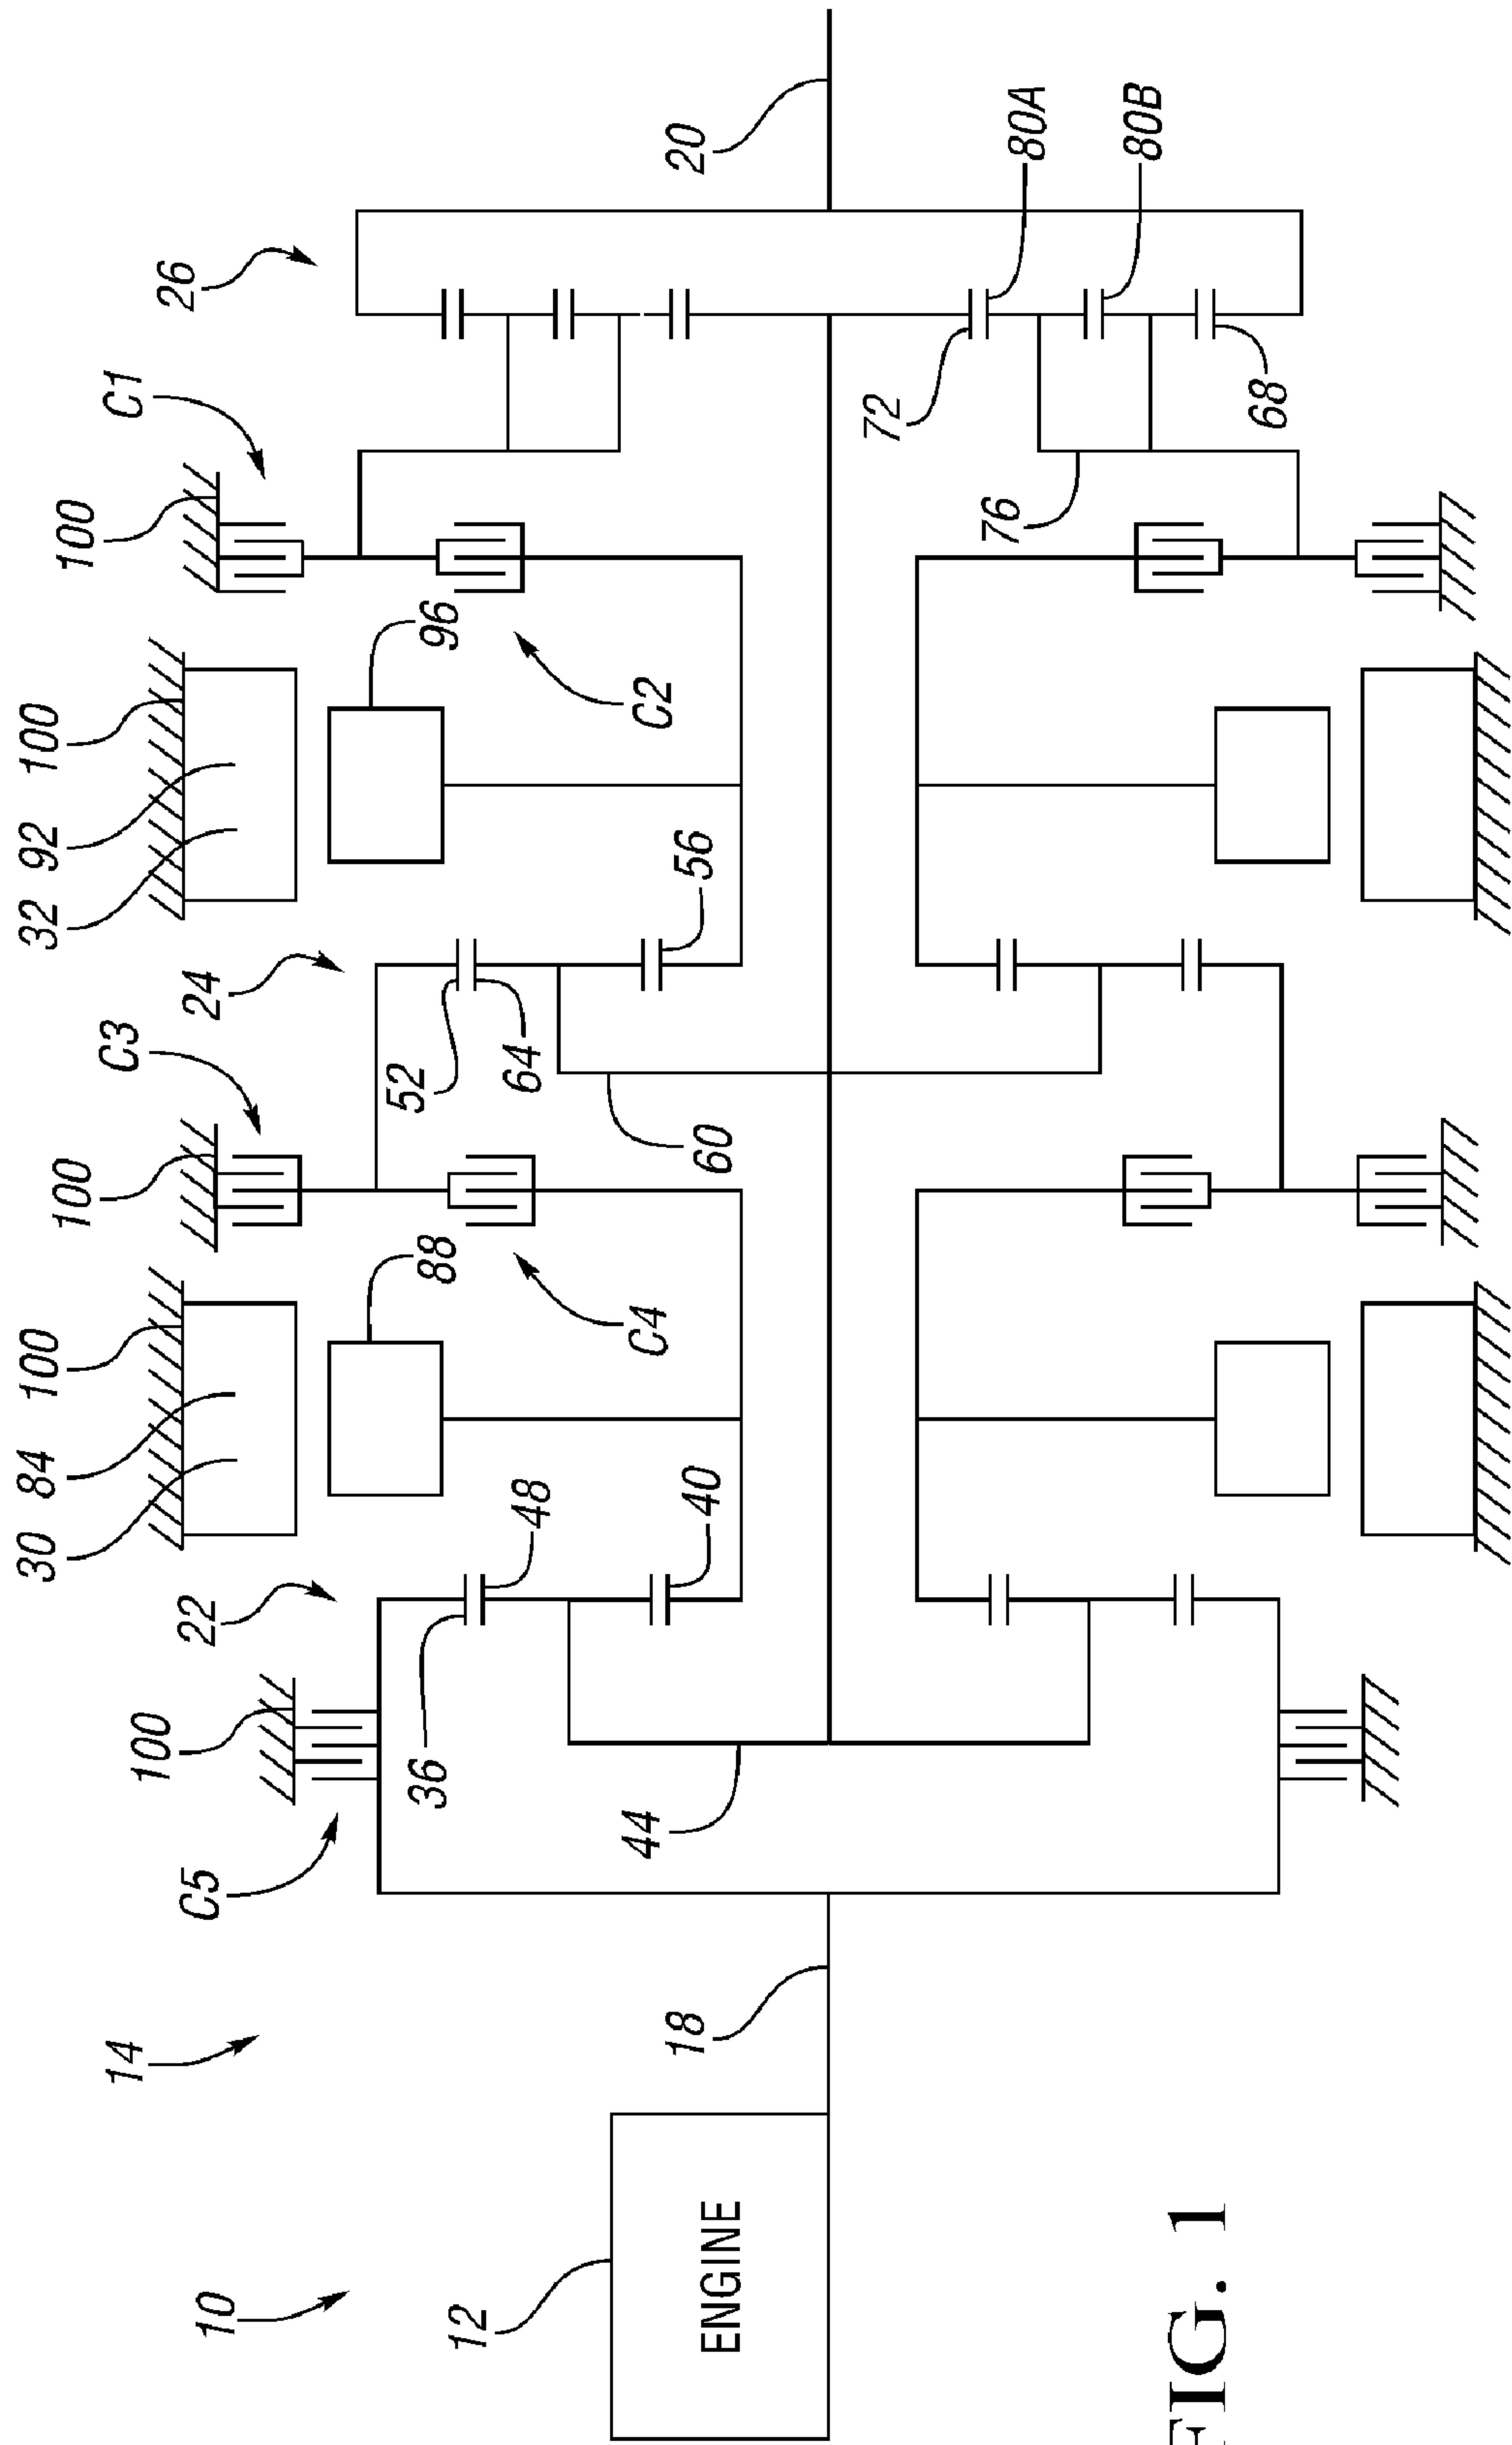 30 84 100 32 92 100
100 100
14 C3 C1
100
10 C5 22 24 26
12 36 88 52 96
48 64
44 C4 C2
ENGINE 18 40 60 56 20
72
76 80A
80B
FIG. 1
68